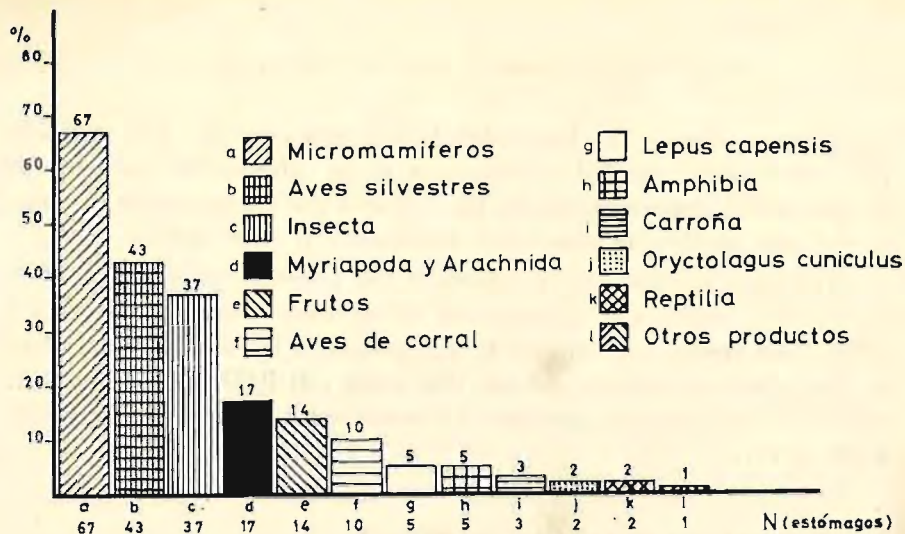 %
80
70
60
50
40
30
20
10
67
43
37
17
14
10
5
5
3
2
2
1
a Micromamíferos
b Aves silvestres
c Insecta
d Myriapoda y Arachnida
e Frutos
f Aves de corral
g Lepus capensis
h Amphibia
i Carroña
j Oryctolagus cuniculus
k Reptilia
l Otros productos
a b c d e f g h i j k l
67 43 37 17 14 10 5 5 3 2 2 1 N (estómagos)